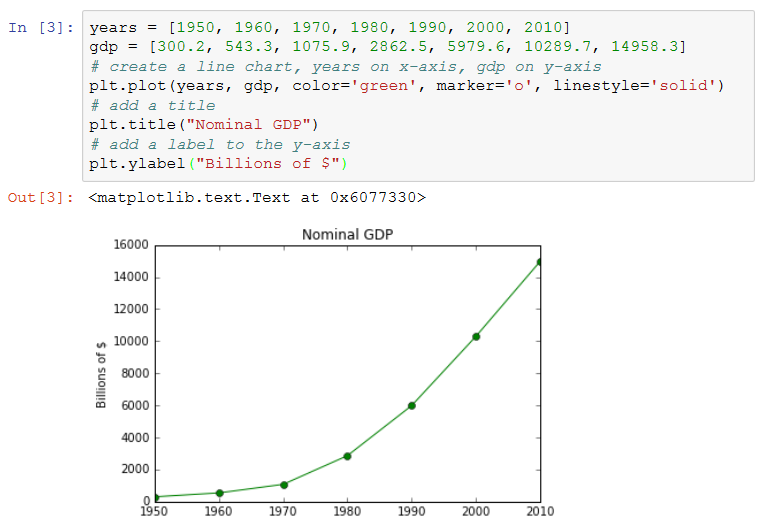 In [3]: years = [1950, 1960, 1970, 1980, 1990, 2000, 2010]
gdp = [300.2, 543.3, 1075.9, 2862.5, 5979.6, 10289.7, 14958.3]
# create a line chart, years on x-axis, gdp on y-axis
plt.plot(years, gdp, color='green', marker='o', linestyle='solid')
# add a title
plt.title("Nominal GDP")
# add a label to the y-axis
plt.ylabel("Billions of $")
Out[3]: <matplotlib.text.Text at 0x6077330>
Nominal GDP
16000
14000
12000
10000
8000
6000
4000
2000
0
Billions of $
1950 1960 1970 1980 1990 2000 2010